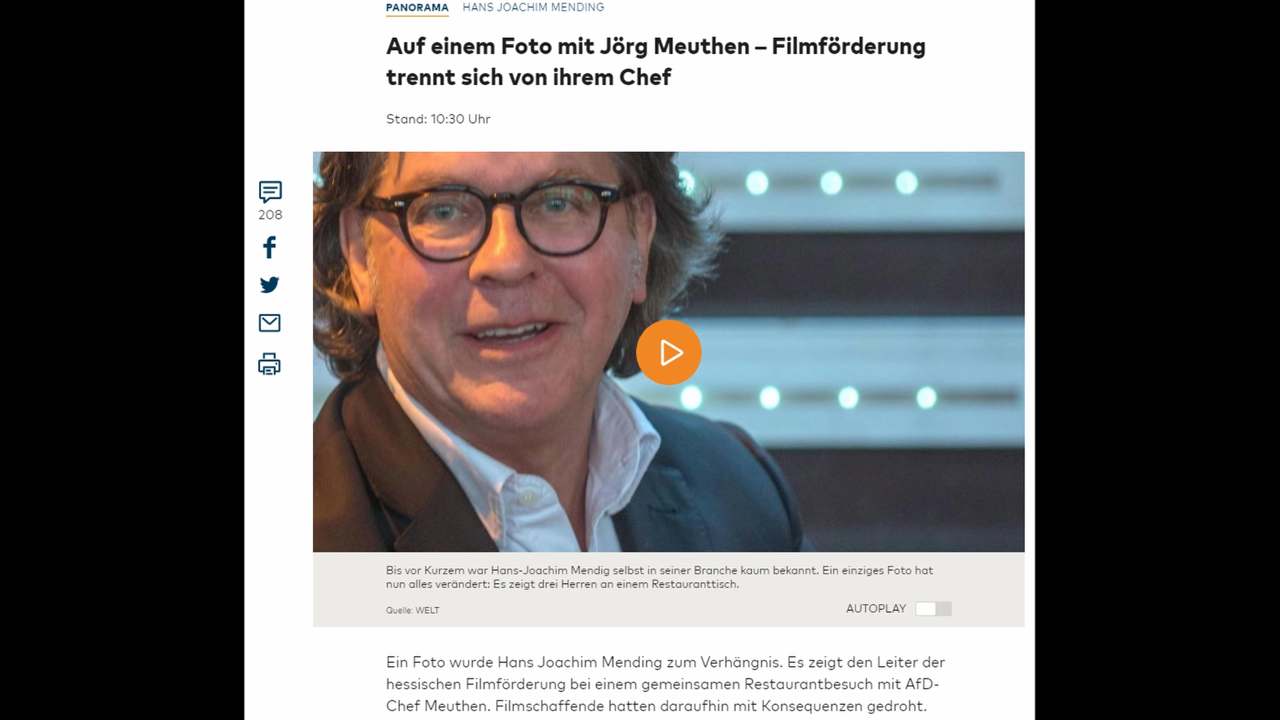 PANORAMA HANS JOACHIM MENDING
Auf einem Foto mit Jörg Meuthen – Filmförderung
trennt sich von ihrem Chef
Stand: 10:30 Uhr
208
Bis vor Kurzem war Hans-Joachim Mendig selbst in seiner Branche kaum bekannt. Ein einziges Foto hat
nun alles verändert: Es zeigt drei Herren an einem Restauranttisch.
Quelle: WELT
AUTOPLAY
Ein Foto wurde Hans Joachim Mending zum Verhängnis. Es zeigt den Leiter der
hessischen Filmförderung bei einem gemeinsamen Restaurantbesuch mit AfD-
Chef Meuthen. Filmschaffende hatten daraufhin mit Konsequenzen gedroht.